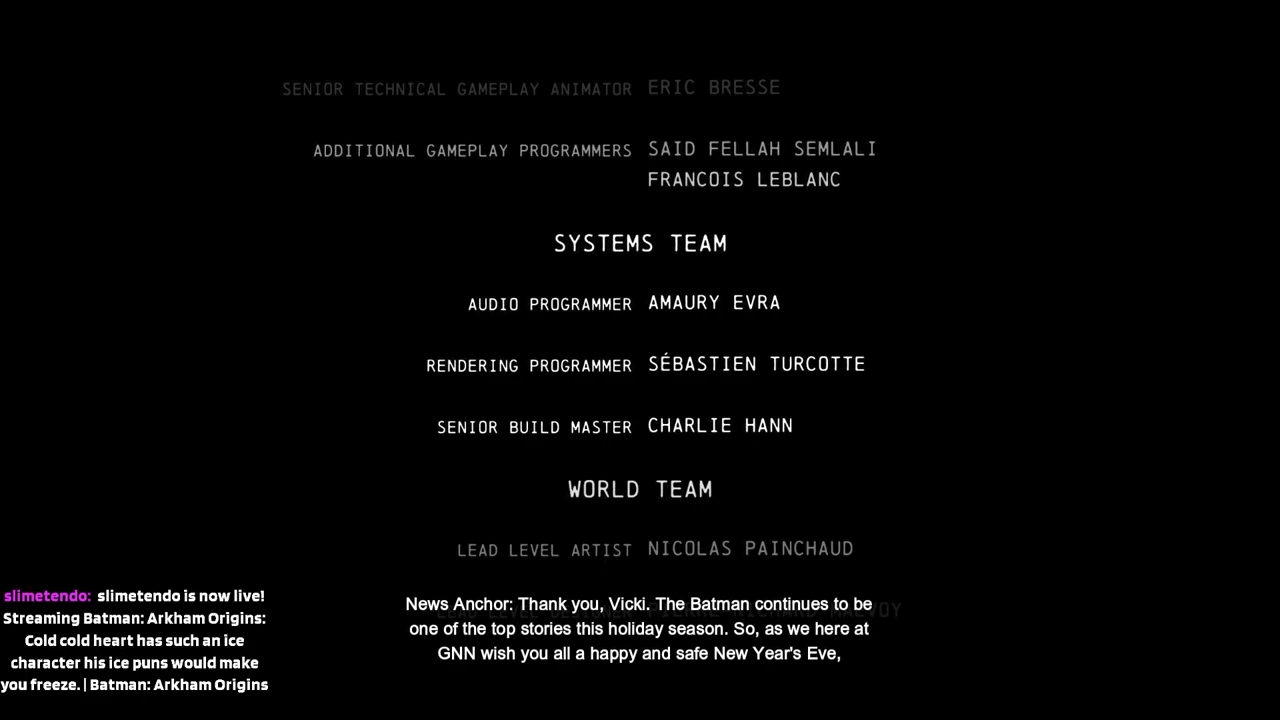 SENIOR TECHNICAL GAMEPLAY ANIMATOR ERIC BRESSE
ADDITIONAL GAMEPLAY PROGRAMMERS SAID FELLAH SEMLALI
FRANCOIS LEBLANC
SYSTEMS TEAM
AUDIO PROGRAMMER AMAURY EVRA
RENDERING PROGRAMMER SÉBASTIEN TURCOTTE
SENIOR BUILD MASTER CHARLIE HANN
WORLD TEAM
LEAD LEVEL ARTIST NICOLAS PAINCHAUD
slimetendo: slimetendo is now live!
Streaming Batman: Arkham Origins:
Cold cold heart has such an ice
character his ice puns would make
you freeze. | Batman: Arkham Origins
News Anchor: Thank you, Vicki. The Batman continues to be
one of the top stories this holiday season. So, as we here at
GNN wish you all a happy and safe New Year's Eve,